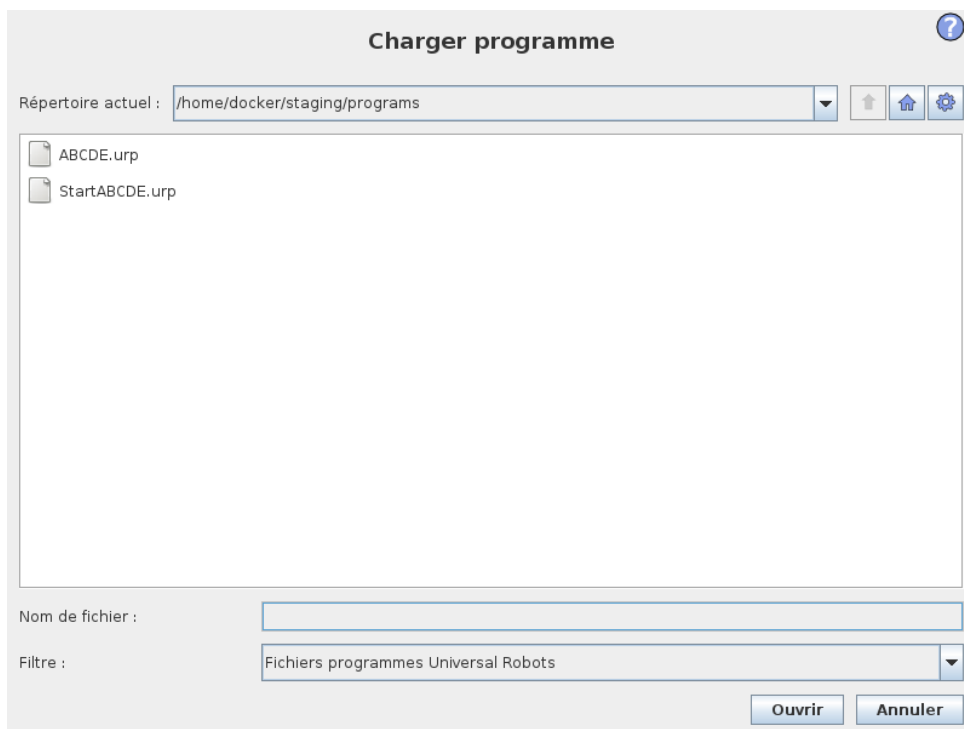 Charger programme
?
Répertoire actuel : /home/docker/staging/programs
ABCDE.urp
StartABCDE.urp
Nom de fichier :
Filtre : Fichiers programmes Universal Robots
Ouvrir Annuler